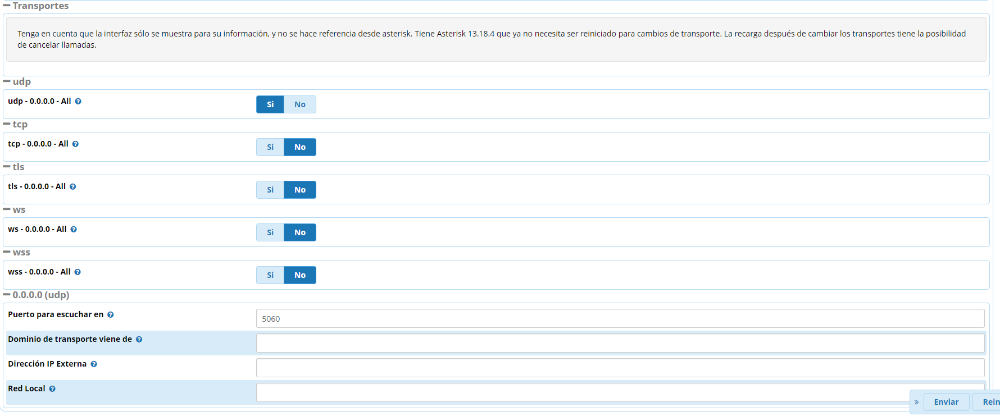 Transportes
Tenga en cuenta que la interfaz sólo se muestra para su información, y no se hace referencia desde asterisk. Tiene Asterisk 13.18.4 que ya no necesita ser reiniciado para cambios de transporte. La recarga después de cambiar los transportes tiene la posibilidad
de cancelar llamadas.
udp
udp - 0.0.0.0 - All
Si No
tcp
tcp - 0.0.0.0 - All
Si No
tls
tls - 0.0.0.0 - All
Si No
ws
ws - 0.0.0.0 - All
Si No
wss
wss - 0.0.0.0 - All
Si No
0.0.0.0 (udp)
Puerto para escuchar en
5060
Dominio de transporte viene de
Dirección IP Externa
Red Local
» Enviar Rein